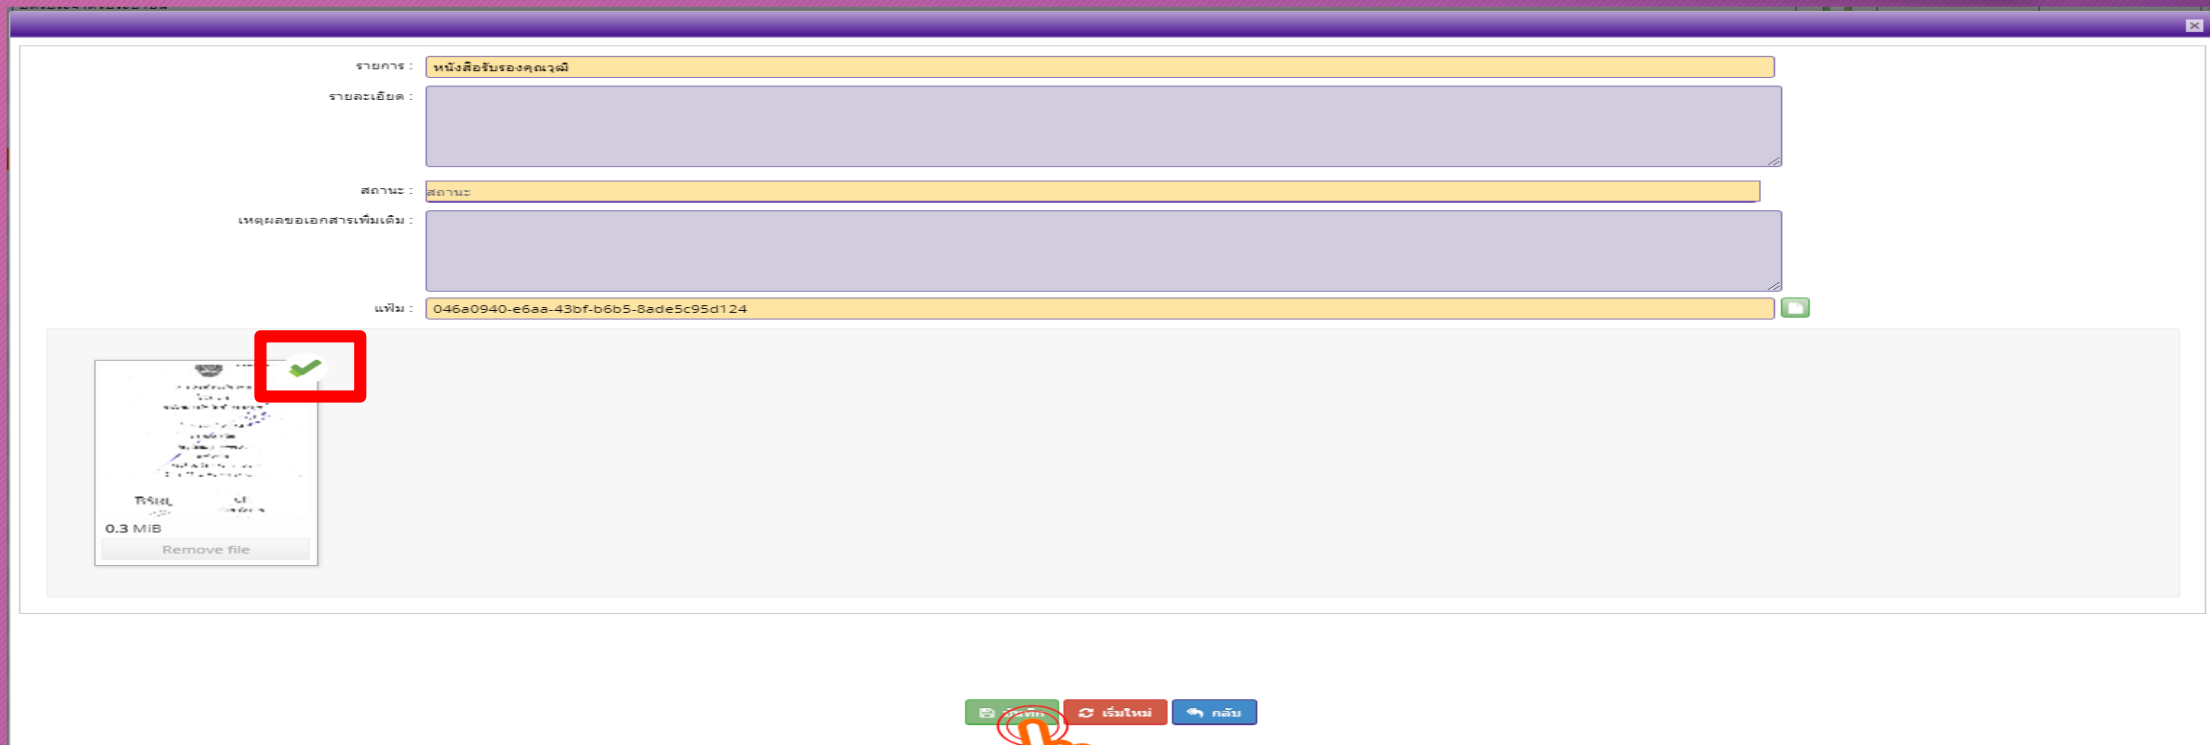 รายการ : หนังสือรับรองคุณวุฒิ
รายละเอียด :
สถานะ : สถานะ
เหตุผลขอเอกสารเพิ่มเติม :
แฟ้ม : 046a0940-e6aa-43bf-b6b5-8ade5c95d124
0.3 MiB
Remove file
บันทึก เริ่มใหม่ กลับ